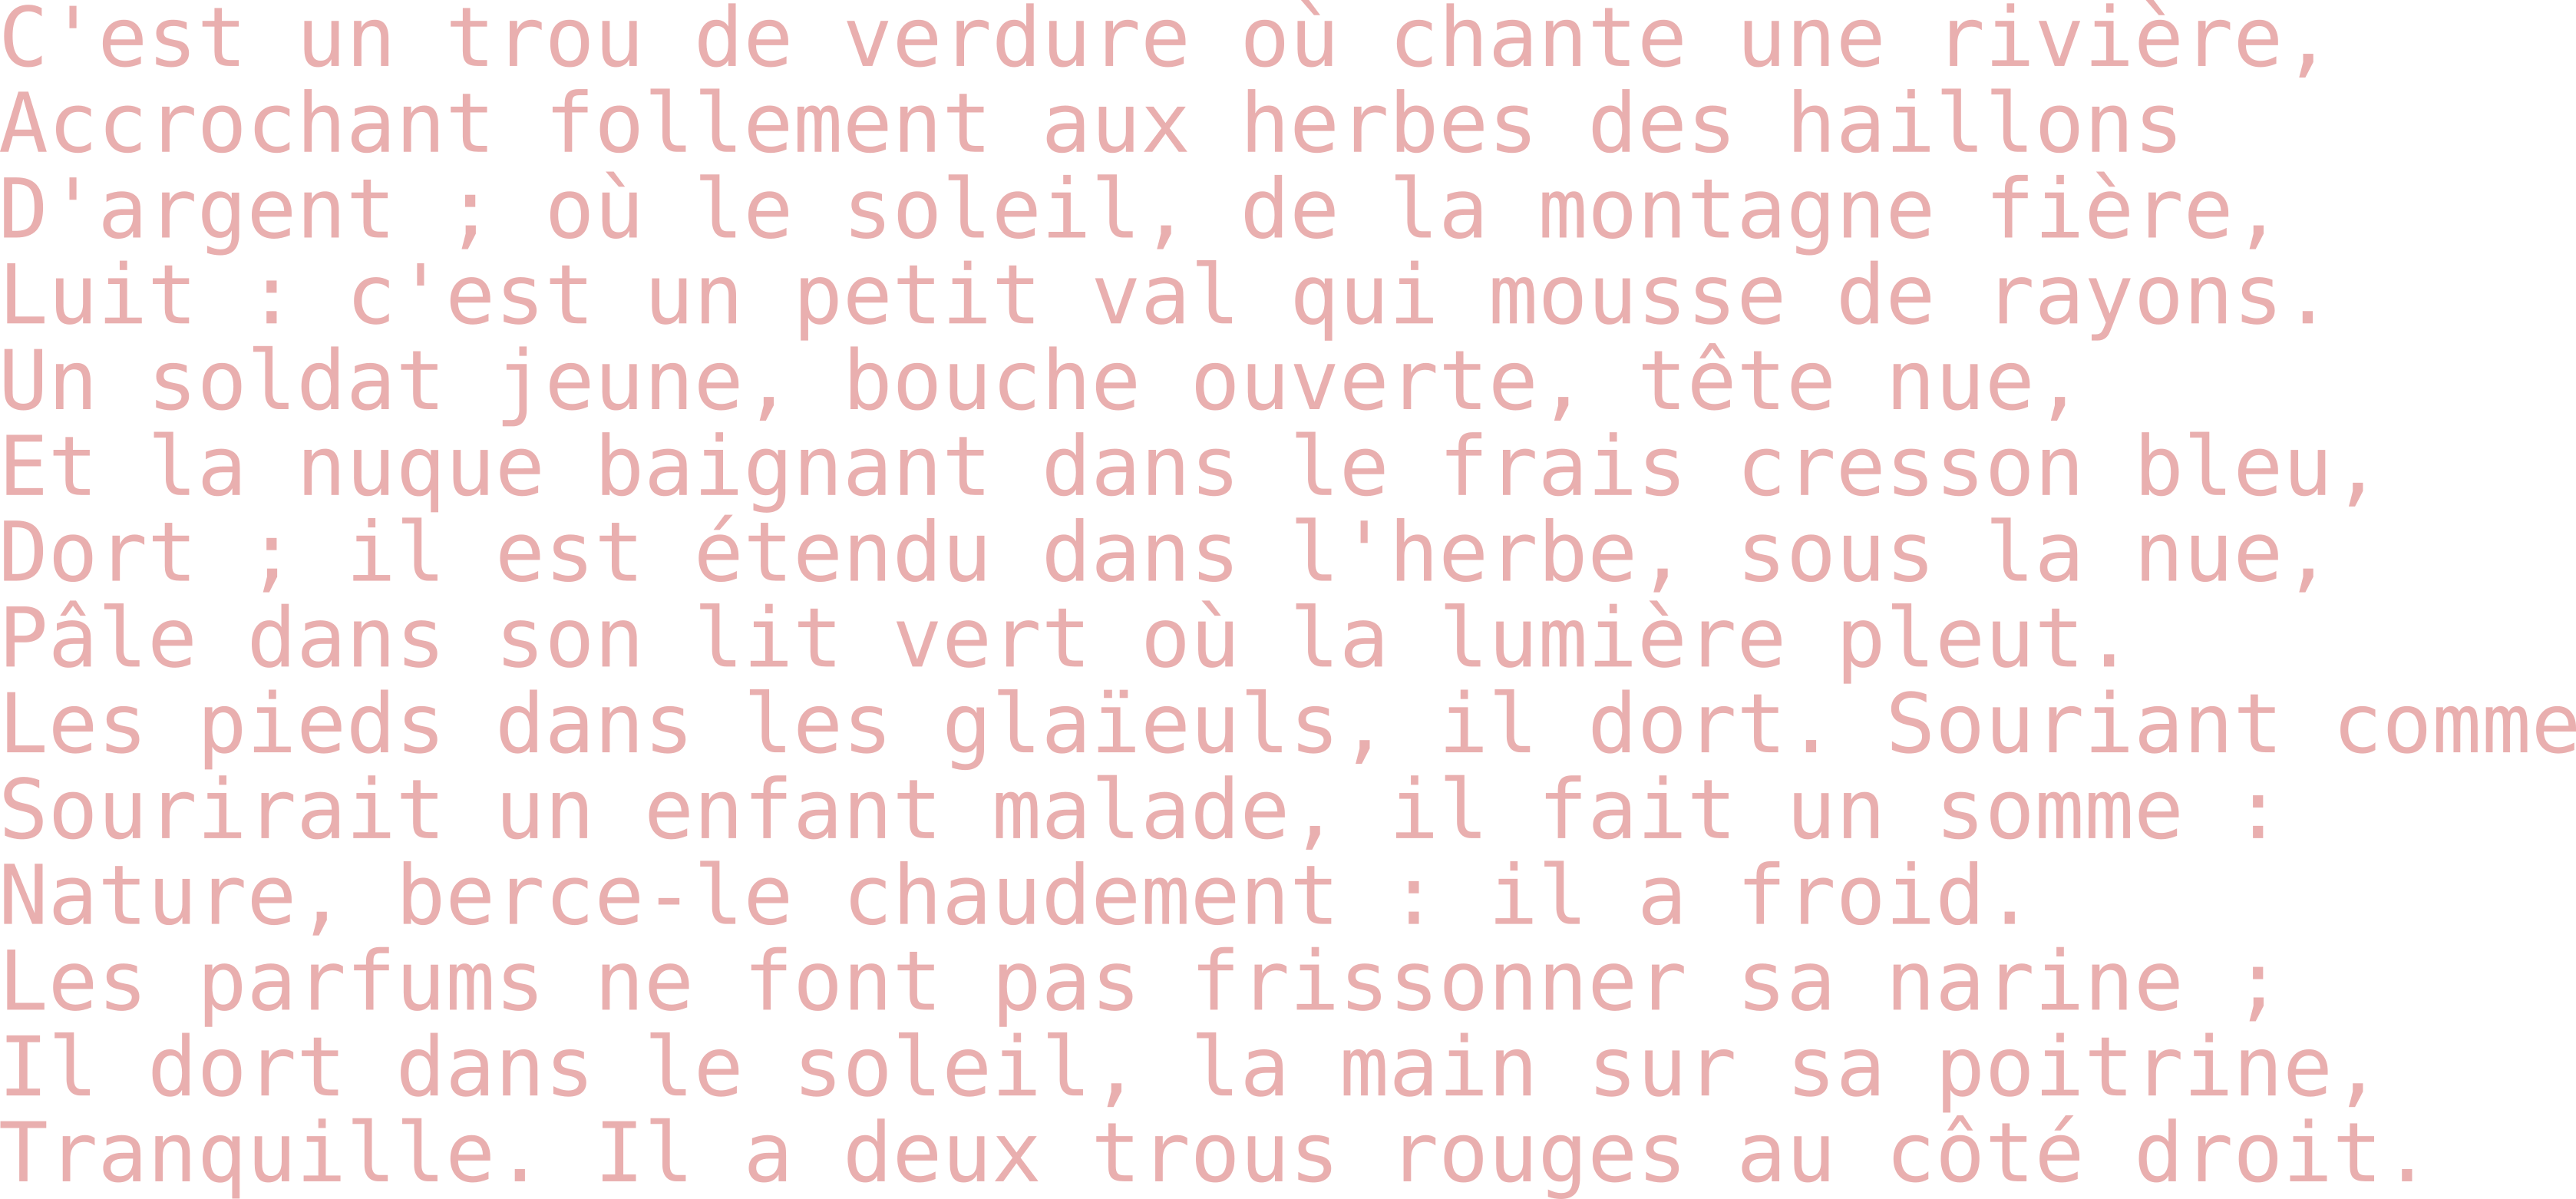 C'est un trou de verdure où chante une rivière,
Accrochant follement aux herbes des haillons
D'argent ; où le soleil, de la montagne fière,
Luit : c'est un petit val qui mousse de rayons.
Un soldat jeune, bouche ouverte, tête nue,
Et la nuque baignant dans le frais cresson bleu,
Dort ; il est étendu dans l'herbe, sous la nue,
Pâle dans son lit vert où la lumière pleut.
Les pieds dans les glaïeuls, il dort. Souriant comme
Sourirait un enfant malade, il fait un somme :
Nature, berce-le chaudement : il a froid.
Les parfums ne font pas frissonner sa narine ;
Il dort dans le soleil, la main sur sa poitrine,
Tranquille. Il a deux trous rouges au côté droit.